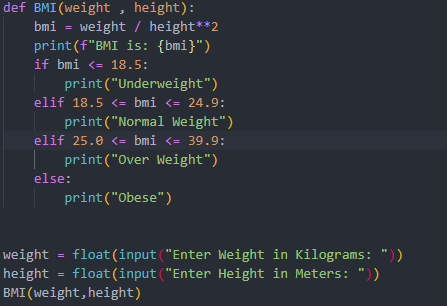 def BMI(weight , height):
    bmi = weight / height**2
    print(f"BMI is: {bmi}")
    if bmi <= 18.5:
        print("Underweight")
    elif 18.5 <= bmi <= 24.9:
        print("Normal Weight")
    elif 25.0 <= bmi <= 39.9:
        print("Over Weight")
    else:
        print("Obese")
weight = float(input("Enter Weight in Kilograms: "))
height = float(input("Enter Height in Meters: "))
BMI(weight,height)